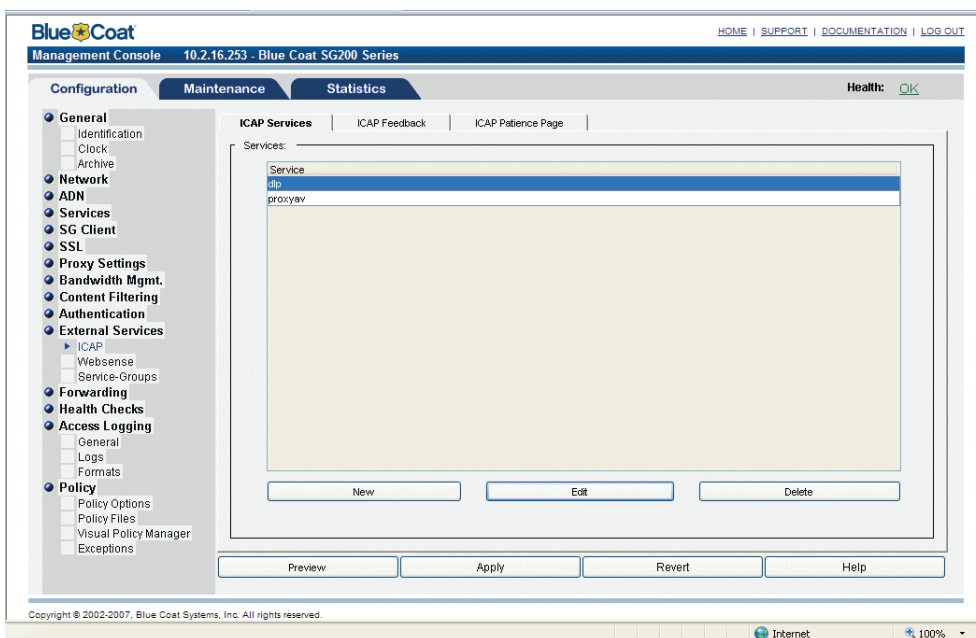 Blue Coat
HOME | SUPPORT | DOCUMENTATION | LOG OUT
Management Console 10.2.16.253 - Blue Coat SG200 Series
Configuration Maintenance Statistics
Health: OK
General
Identification
Clock
Archive
Network
ADN
Services
SG Client
SSL
Proxy Settings
Bandwidth Mgmt.
Content Filtering
Authentication
External Services
ICAP
Websense
Service-Groups
Forwarding
Health Checks
Access Logging
General
Logs
Formats
Policy
Policy Options
Policy Files
Visual Policy Manager
Exceptions
ICAP Services ICAP Feedback ICAP Patience Page
Services:
Service
dlp
proxyav
New Edit Delete
Preview Apply Revert Help
Copyright © 2002-2007, Blue Coat Systems, Inc. All rights reserved.
Internet 100%